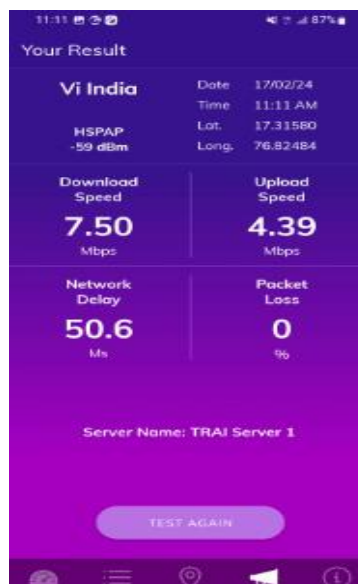 11:11 87%
Your Result
Vi India
HSPAP
-59 dBm
Date 17/02/24
Time 11:11 AM
Lat. 17.31580
Long. 76.82484
Download
Speed
7.50
Mbps
Upload
Speed
4.39
Mbps
Network
Delay
50.6
Ms
Packet
Loss
0
%
Server Name: TRAI Server 1
TEST AGAIN